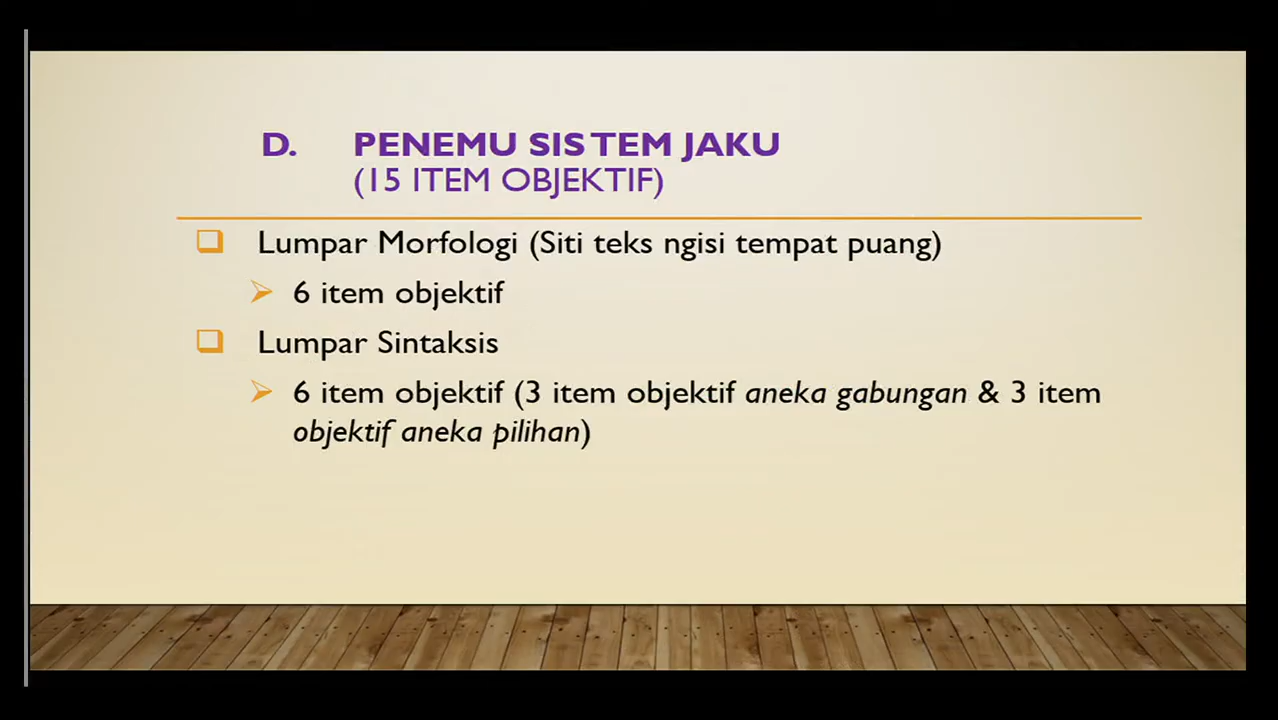 D. PENEMU SISTEM JAKU
(15 ITEM OBJEKTIF)
Lumpar Morfologi (Siti teks ngisi tempat puang)
6 item objektif
Lumpar Sintaksis
6 item objektif (3 item objektif aneka gabungan & 3 item
objektif aneka pilihan)